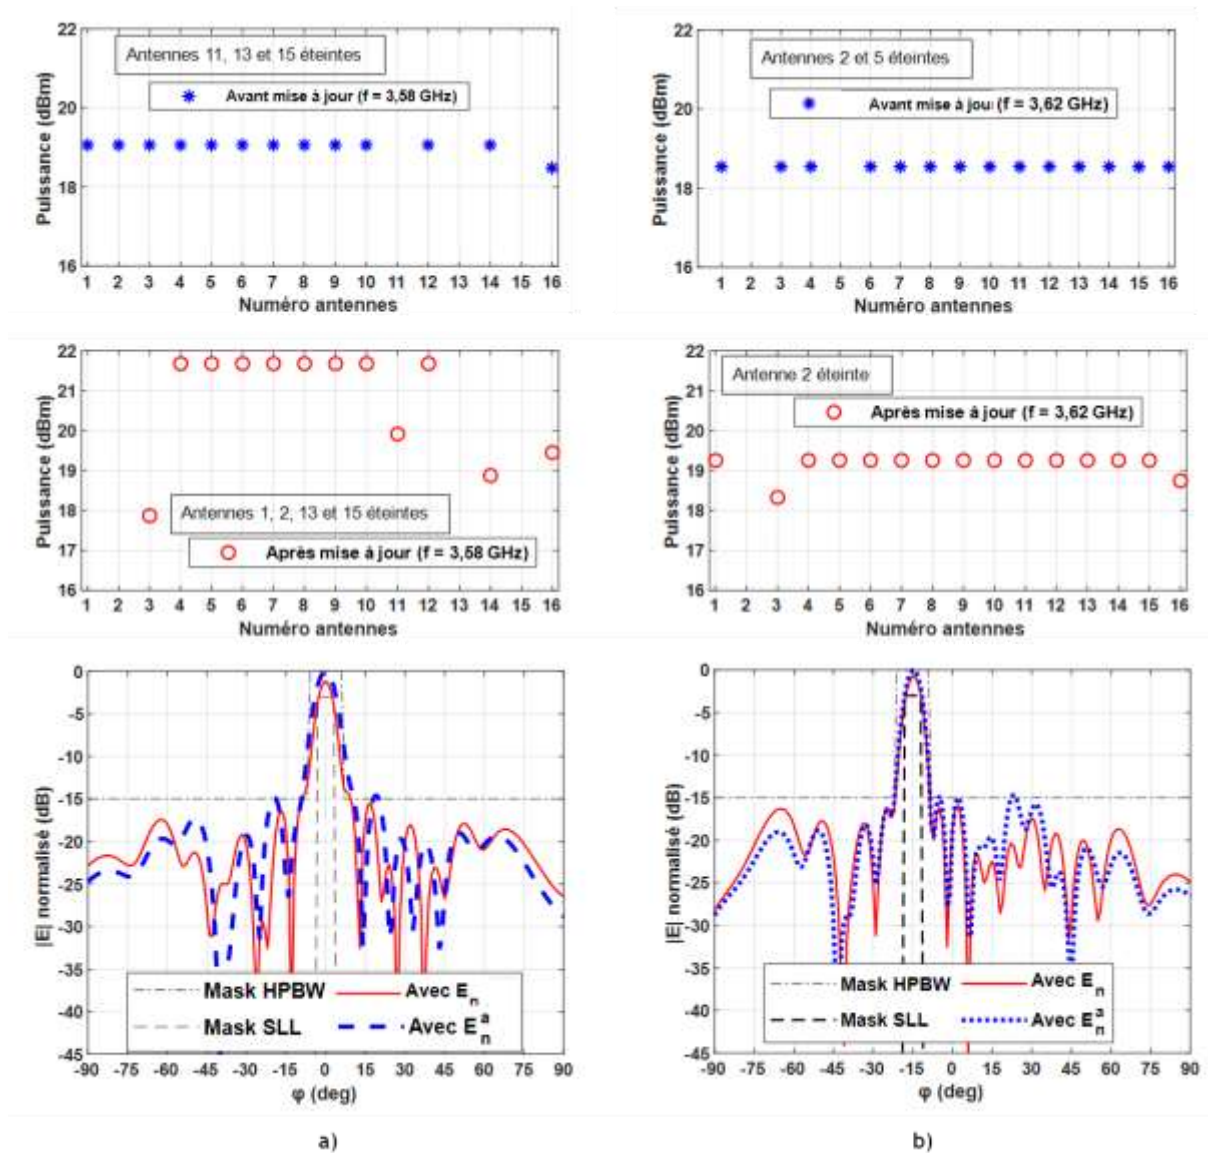 22
21
20
19
18
17
16
Puissance (dBm)
Antennes 11, 13 et 15 éteintes
Avant mise à jour (f = 3,58 GHz)
1 2 3 4 5 6 7 8 9 10 11 12 13 14 15 16
Numéro antennes
22
21
20
19
18
17
16
Puissance (dBm)
Antennes 2 et 5 éteintes
Avant mise à jou (f = 3,62 GHz)
1 2 3 4 5 6 7 8 9 10 11 12 13 14 15 16
Numéro antennes
22
21
20
19
18
17
16
Puissance (dBm)
Antennes 1, 2, 13 et 15 éteintes
Après mise à jour (f = 3,58 GHz)
1 2 3 4 5 6 7 8 9 10 11 12 13 14 15 16
Numéro antennes
22
21
20
19
18
17
16
Puissance (dBm)
Antenne 2 éteinte
Après mise à jour (f = 3,62 GHz)
1 2 3 4 5 6 7 8 9 10 11 12 13 14 15 16
Numéro antennes
0
-5
-10
-15
-20
-25
-30
-35
-40
-45
|E| normalisé (dB)
Mask HPBW Avec E_n
Mask SLL Avec E_n^a
-90 -75 -60 -45 -30 -15 0 15 30 45 60 75 90
φ (deg)
a)
0
-5
-10
-15
-20
-25
-30
-35
-40
-45
|E| normalisé (dB)
Mask HPBW Avec E_n
Mask SLL Avec E_n^a
-90 -75 -60 -45 -30 -15 0 15 30 45 60 75 90
φ (deg)
b)